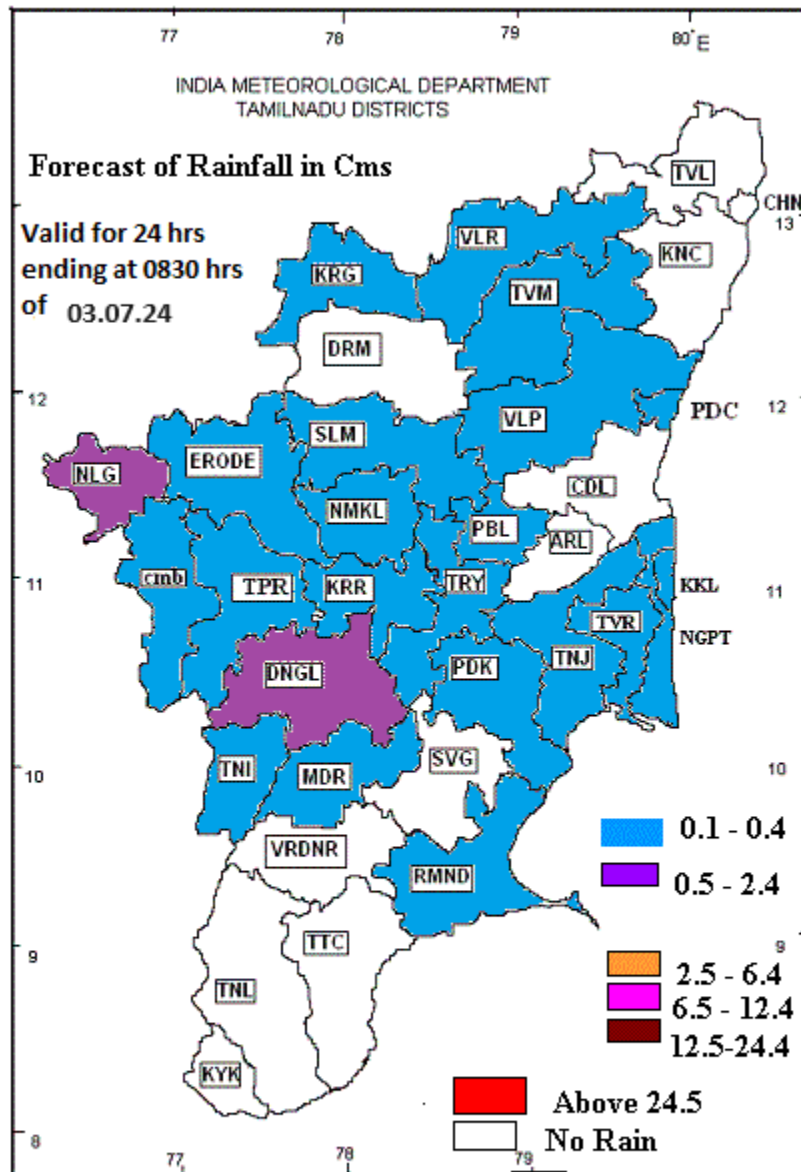 77 78 79 80°E
INDIA METEOROLOGICAL DEPARTMENT
TAMILNADU DISTRICTS
Forecast of Rainfall in Cms
TVL
CHN
13
Valid for 24 hrs
ending at 0830 hrs
of 03.07.24
VLR
KNC
KRG
TVM
DRM
12
12
PDC
VLP
SLM
ERODE
NLG
CDL
NMKL
PBL
ARL
11
11
cmb
TPR
KRR
TRY
KKL
TVR
NGPT
DNGL
PDK
TNJ
10
10
TNI
MDR
SVG
0.1 - 0.4
VRDNR
RMND
0.5 - 2.4
9
9
TTC
2.5 - 6.4
TNL
6.5 - 12.4
12.5-24.4
KYK
Above 24.5
No Rain
8
77 78 79